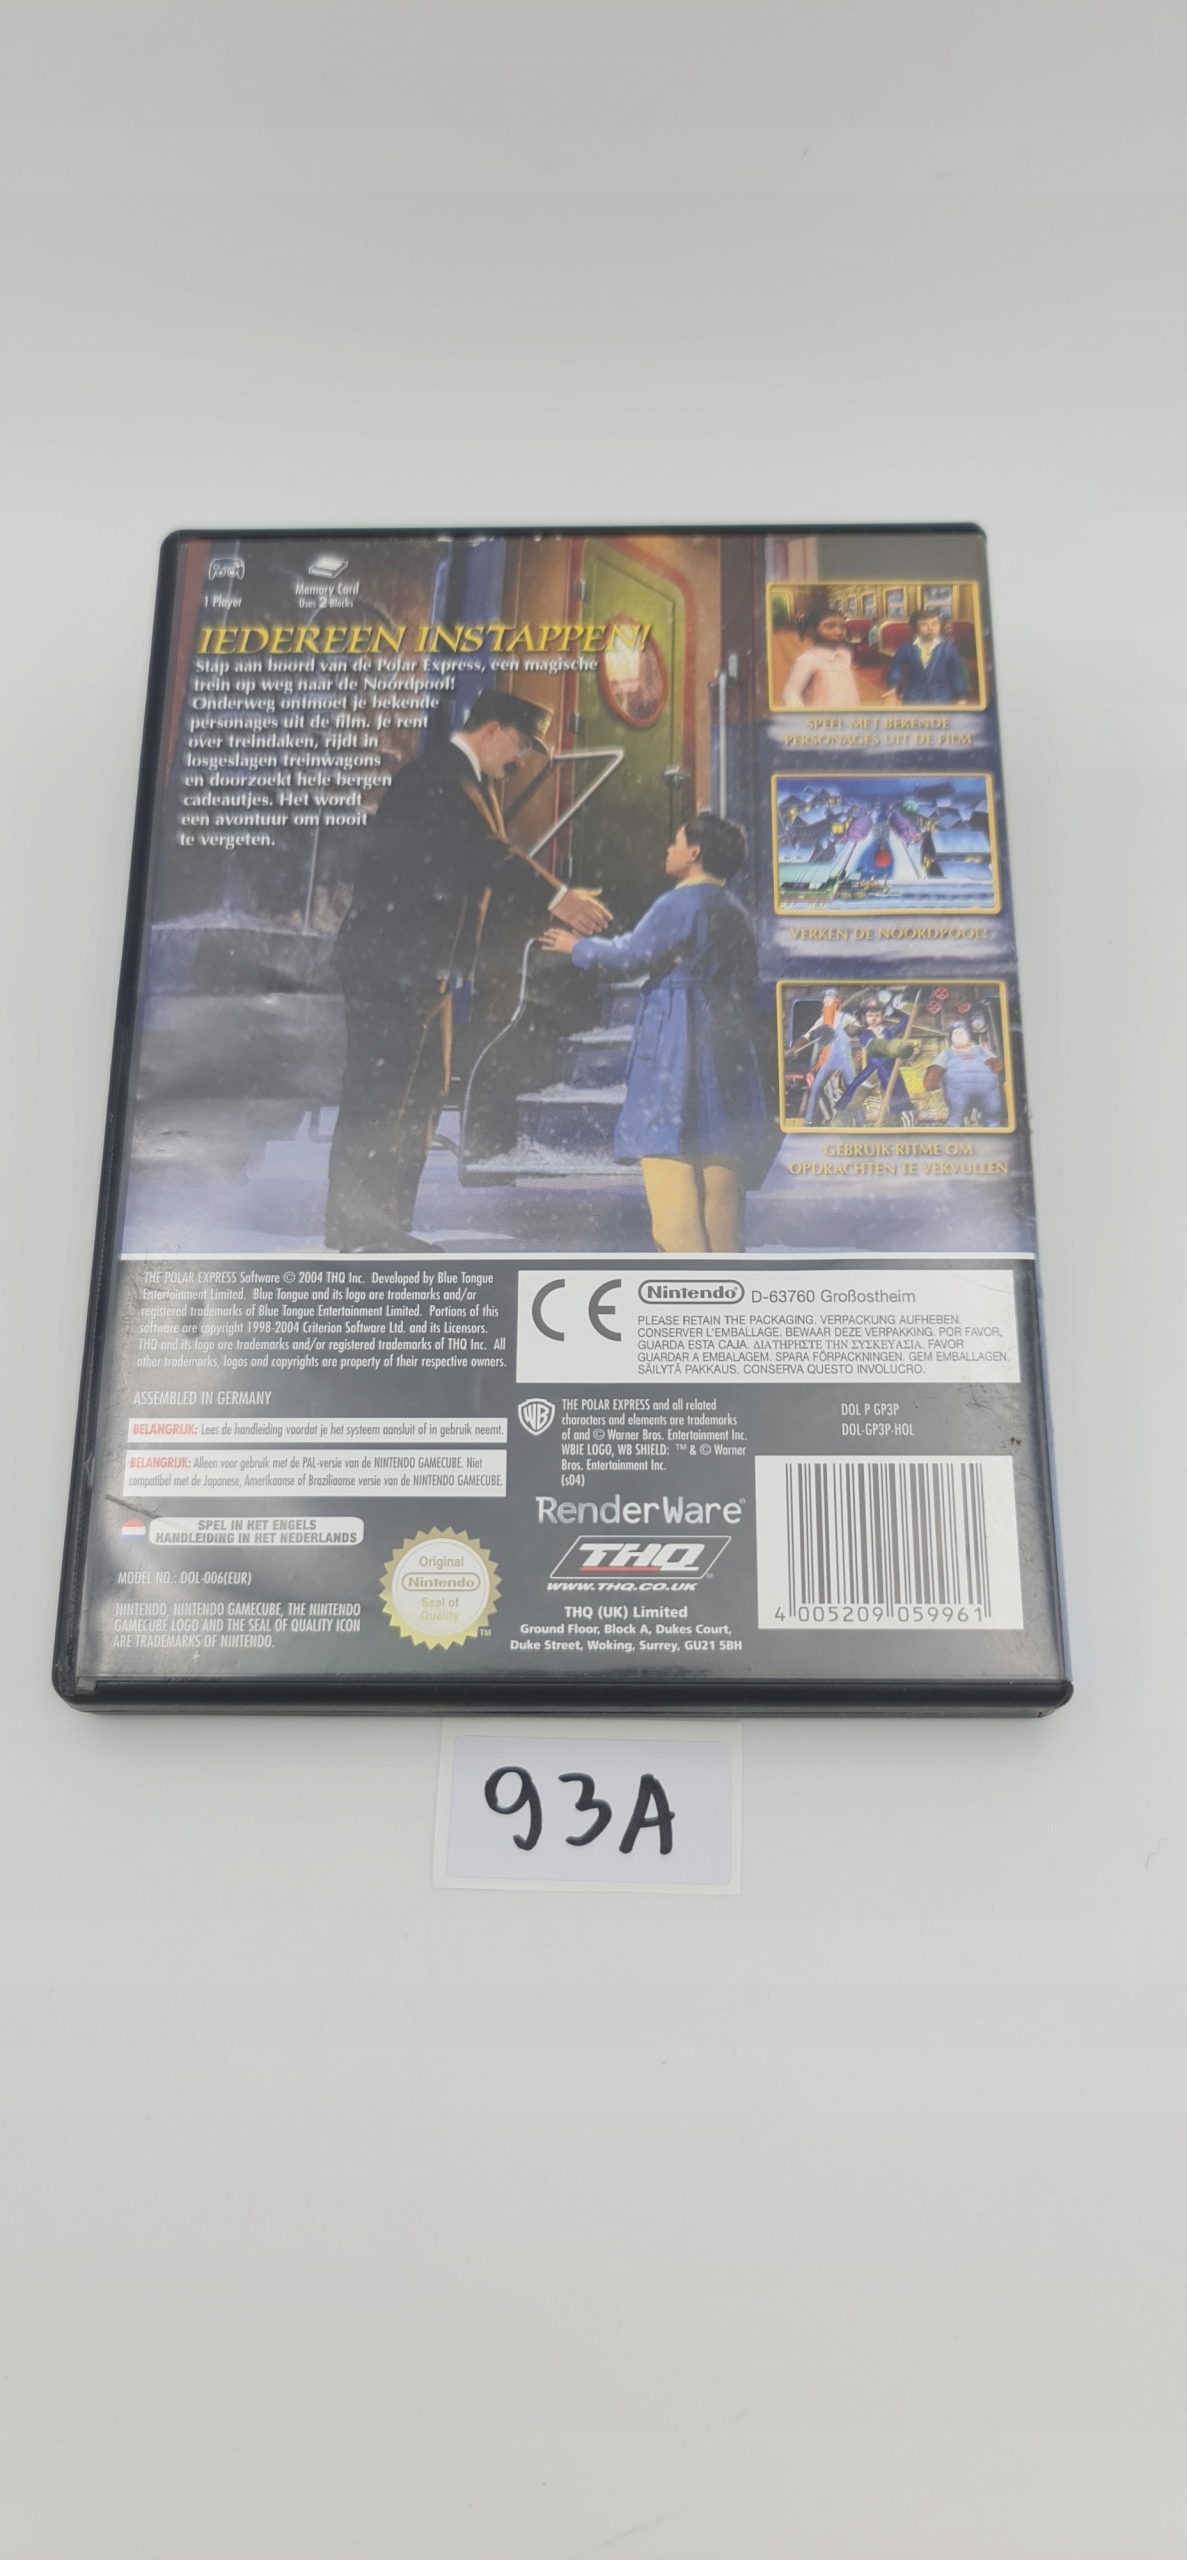 1 Player
Memory Card
Uses 2 Blocks
IEDEREEN INSTAPPEN!
Stap aan boord van de Polar Express, een magische
trein op weg naar de Noordpool!
Onderweg ontmoet je bekende
personages uit de film. Je rent
over treindaken, rijdt in
losgeslagen treinwagons
en doorzoekt hele bergen
cadeautjes. Het wordt
een avontuur om nooit
te vergeten.
SPEEL MET BEKENDE
PERSONAGES UIT DE FILM
VERKEN DE NOORDPOOL!
GEBRUIK RITME OM
OPDRACHTEN TE VERVULLEN
THE POLAR EXPRESS Software © 2004 THQ Inc. Developed by Blue Tongue
Entertainment Limited. Blue Tongue and its logo are trademarks and/or
registered trademarks of Blue Tongue Entertainment Limited. Portions of this
software are copyright 1998-2004 Criterion Software Ltd. and its Licensors.
THQ and its logo are trademarks and/or registered trademarks of THQ Inc. All
other trademarks, logos and copyrights are property of their respective owners.
ASSEMBLED IN GERMANY
BELANGRIJK: Lees de handleiding voordat je het systeem aansluit of in gebruik neemt.
BELANGRIJK: Alleen voor gebruik met de PAL-versie van de NINTENDO GAMECUBE. Niet
compatibel met de Japanese, Amerikaanse of Braziliaanse versie van de NINTENDO GAMECUBE.
SPEL IN HET ENGELS
HANDLEIDING IN HET NEDERLANDS
MODEL NO.: DOL-006(EUR)
NINTENDO, NINTENDO GAMECUBE, THE NINTENDO
GAMECUBE LOGO AND THE SEAL OF QUALITY ICON
ARE TRADEMARKS OF NINTENDO.
Original
Nintendo
Seal of
Quality
TM
CE
Nintendo D-63760 Großostheim
PLEASE RETAIN THE PACKAGING. VERPACKUNG AUFHEBEN.
CONSERVER L'EMBALLAGE. BEWAAR DEZE VERPAKKING. POR FAVOR,
GUARDA ESTA CAJA. ΔΙΑΤΗΡΗΣΤΕ ΤΗΝ ΣΥΣΚΕΥΑΣΙΑ. FAVOR
GUARDAR A EMBALAGEM. SPARA FÖRPACKNINGEN. GEM EMBALLAGEN.
SÄILYTÄ PAKKAUS. CONSERVA QUESTO INVOLUCRO.
WB
THE POLAR EXPRESS and all related
characters and elements are trademarks
of and © Warner Bros. Entertainment Inc.
WBIE LOGO, WB SHIELD: ™ & © Warner
Bros. Entertainment Inc.
(s04)
DOL P GP3P
DOL-GP3P-HOL
RenderWare®
THQ®
WWW.THQ.CO.UK
THQ (UK) Limited
Ground Floor, Block A, Dukes Court,
Duke Street, Woking, Surrey, GU21 5BH
4 005209 059961
93A